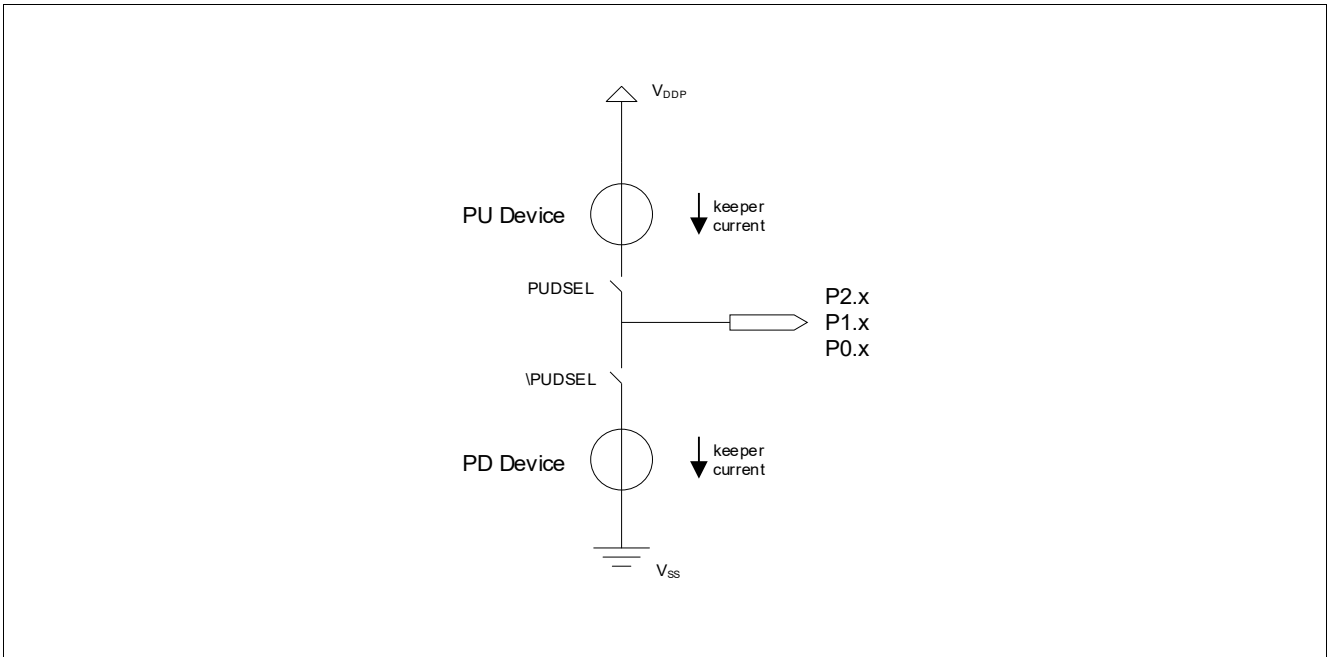 VDDP
PU Device
keeper
current
PUDSEL
P2.x
P1.x
P0.x
\PUDSEL
PD Device
keeper
current
VSS